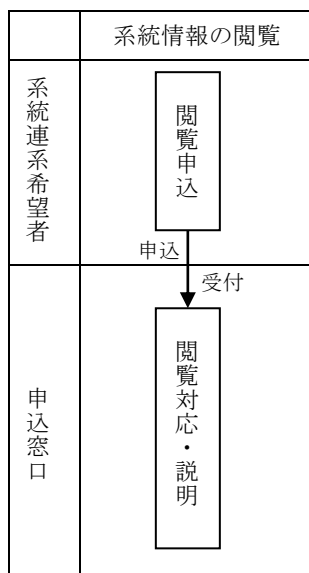 系統情報の閲覧
系統連系希望者
閲覧申込
申込
受付
申込窓口
閲覧対応・説明